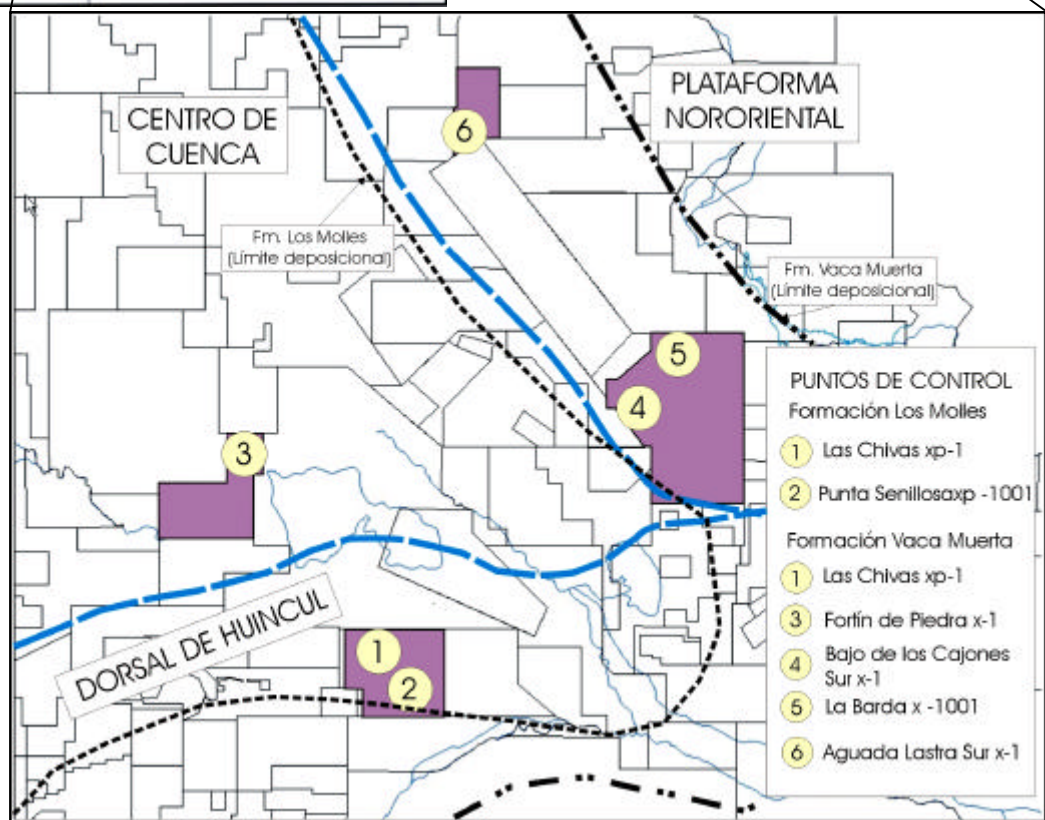 CENTRO DE
CUENCA
6
PLATAFORMA
NORORIENTAL
Fm. Los Molles
(Límite deposicional)
Fm. Vaca Muerta
(Límite deposicional)
5
4
3
DORSAL DE HUINCUL
1
2
PUNTOS DE CONTROL
Formación Los Molles
1 Las Chivas xp-1
2 Punta Senillosaxp -1001
Formación Vaca Muerta
1 Las Chivas xp-1
3 Fortín de Piedra x-1
4 Bajo de los Cajones
Sur x-1
5 La Barda x -1001
6 Aguada Lastra Sur x-1